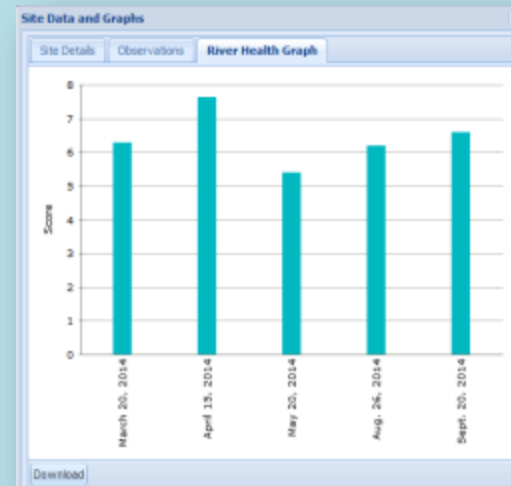 Site Data and Graphs
Site Details Observations River Health Graph
8
7
6
5
4
3
2
1
0
Score
March 20, 2014
April 15, 2014
May 20, 2014
Aug. 26, 2014
Sept. 20, 2014
Download